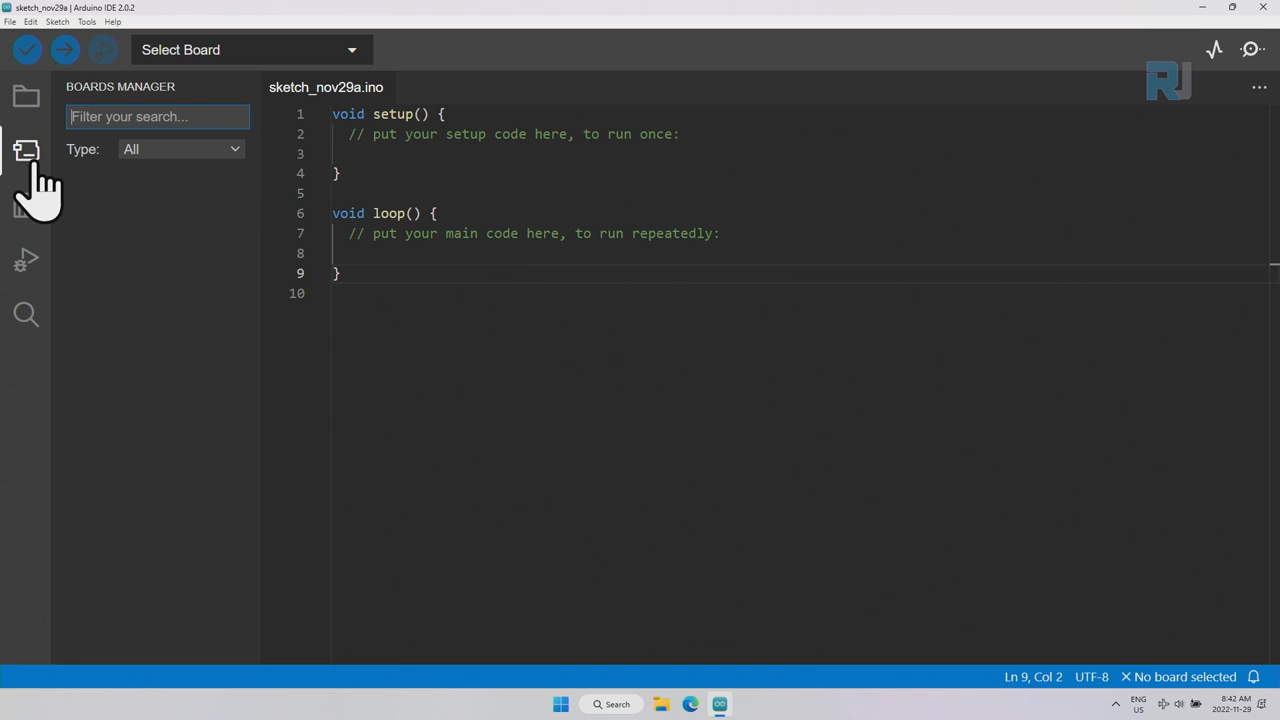 sketch_nov29a | Arduino IDE 2.0.2
File Edit Sketch Tools Help
Select Board
RJ
BOARDS MANAGER
Filter your search...
Type: All
sketch_nov29a.ino
1 void setup() {
2 // put your setup code here, to run once:
3
4 }
5
6 void loop() {
7 // put your main code here, to run repeatedly:
8
9 }
10
Ln 9, Col 2 UTF-8 No board selected
Search
ENG
US
8:42 AM
2022-11-29